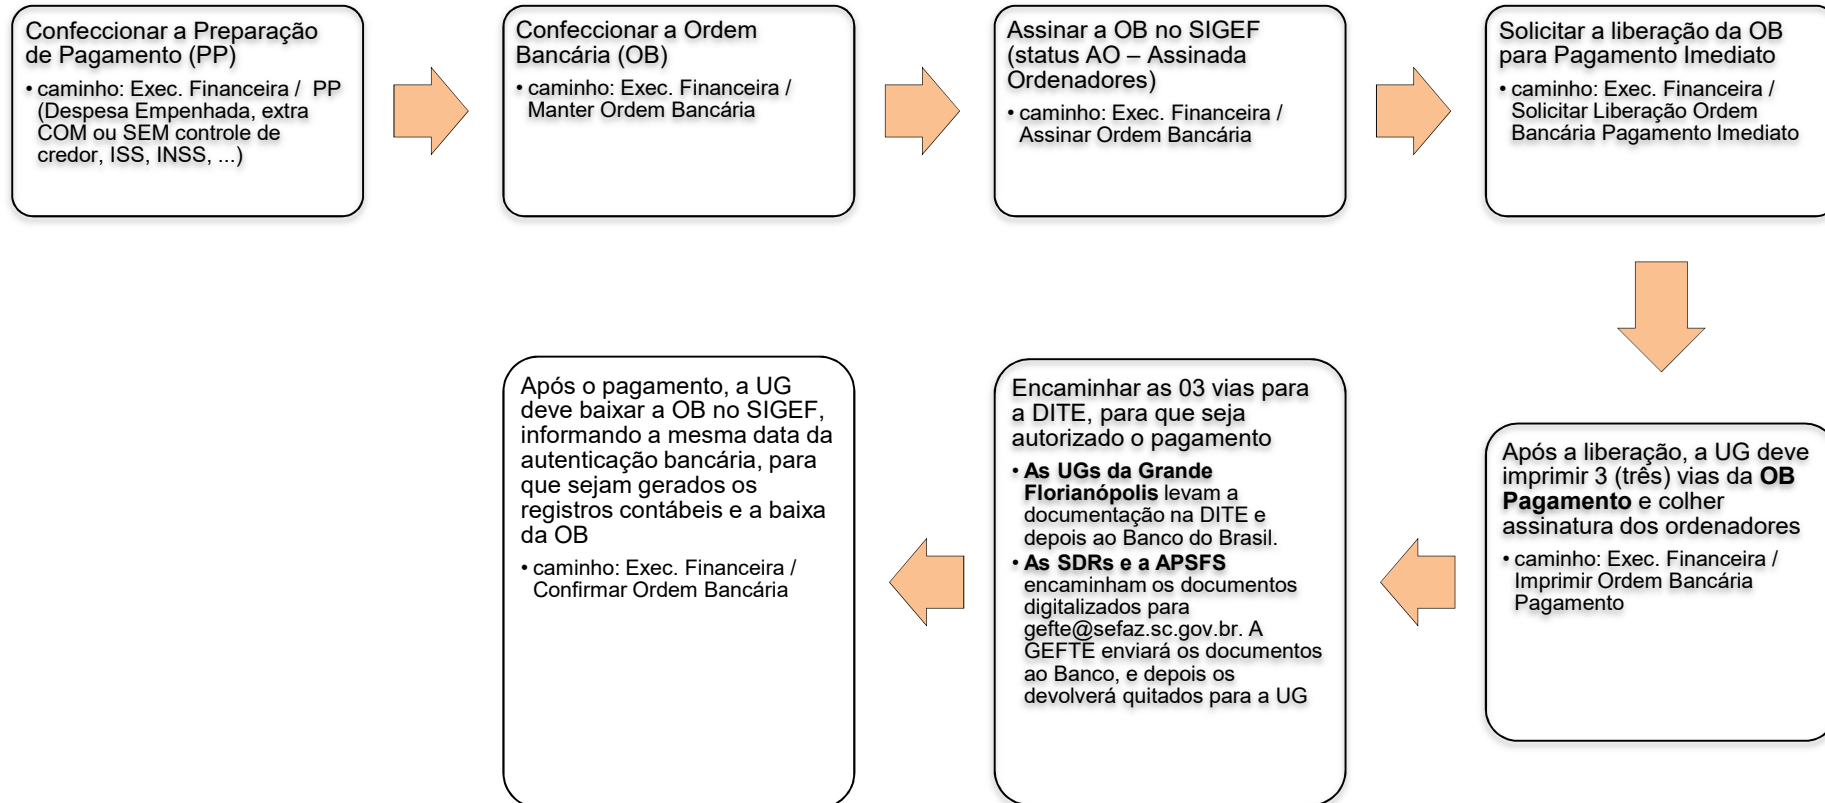 Confeccionar a Preparação
de Pagamento (PP)
• caminho: Exec. Financeira /  PP
(Despesa Empenhada, extra
COM ou SEM controle de
credor, ISS, INSS, ...)
Confeccionar a Ordem
Bancária (OB)
• caminho: Exec. Financeira /
Manter Ordem Bancária
Assinar a OB no SIGEF
(status AO – Assinada
Ordenadores)
• caminho: Exec. Financeira /
Assinar Ordem Bancária
Solicitar a liberação da OB
para Pagamento Imediato
• caminho: Exec. Financeira /
Solicitar Liberação Ordem
Bancária Pagamento Imediato
Após a liberação, a UG deve
imprimir 3 (três) vias da OB
Pagamento e colher
assinatura dos ordenadores
• caminho: Exec. Financeira /
Imprimir Ordem Bancária
Pagamento
Encaminhar as 03 vias para
a DITE, para que seja
autorizado o pagamento
• As UGs da Grande
Florianópolis levam a
documentação na DITE e
depois ao Banco do Brasil.
• As SDRs e a APSFS
encaminham os documentos
digitalizados para
gefte@sefaz.sc.gov.br. A
GEFTE enviará os documentos
ao Banco, e depois os
devolverá quitados para a UG
Após o pagamento, a UG
deve baixar a OB no SIGEF,
informando a mesma data da
autenticação bancária, para
que sejam gerados os
registros contábeis e a baixa
da OB
• caminho: Exec. Financeira /
Confirmar Ordem Bancária